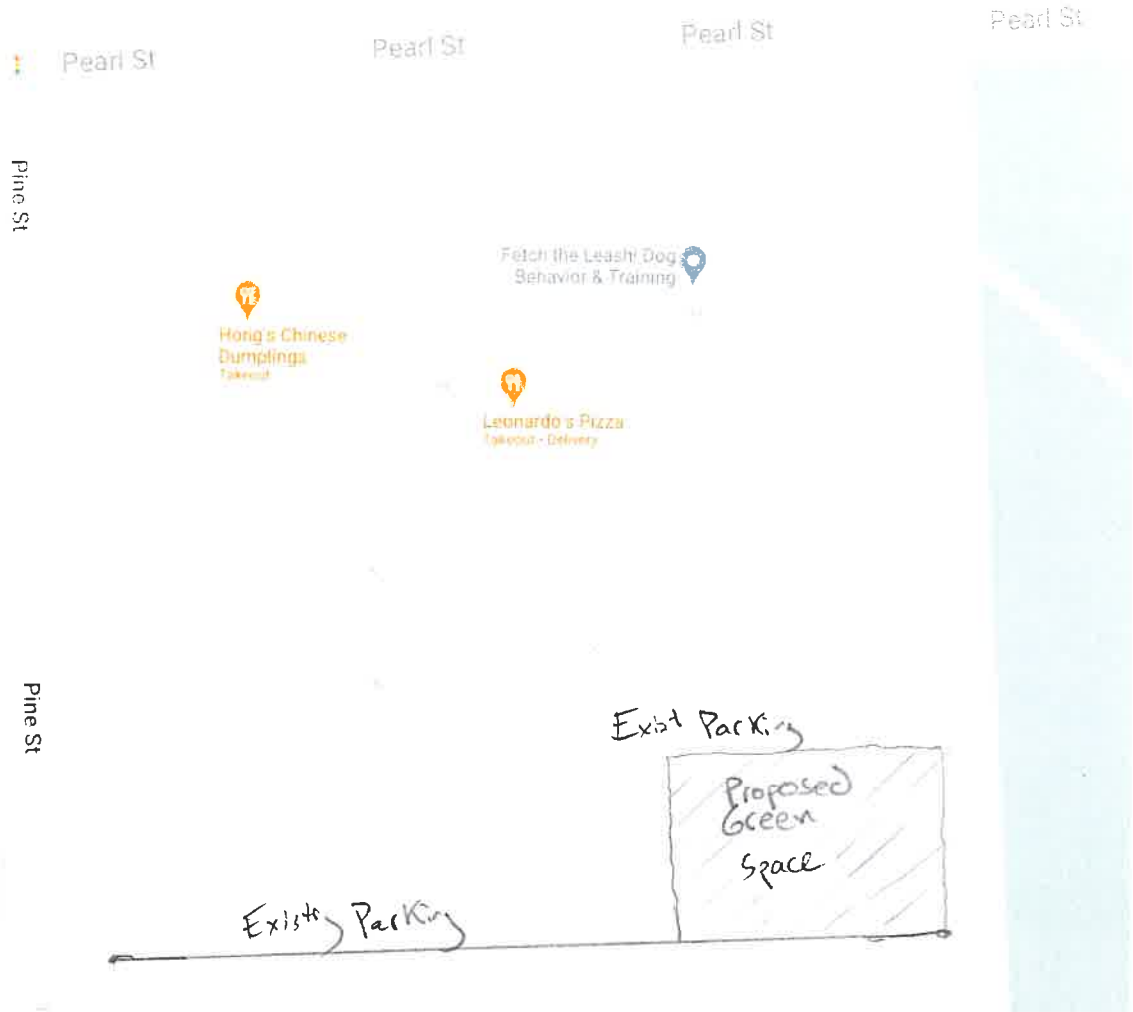 Pearl St
Pearl St
Pearl St
Pearl St
Pine St
Fetch the Leash! Dog
Behavior & Training
Hong's Chinese
Dumplings
Takeout
Leonardo's Pizza
Takeout • Delivery
Pine St
Exist Parking
Proposed
Green
Space
Existg Parking